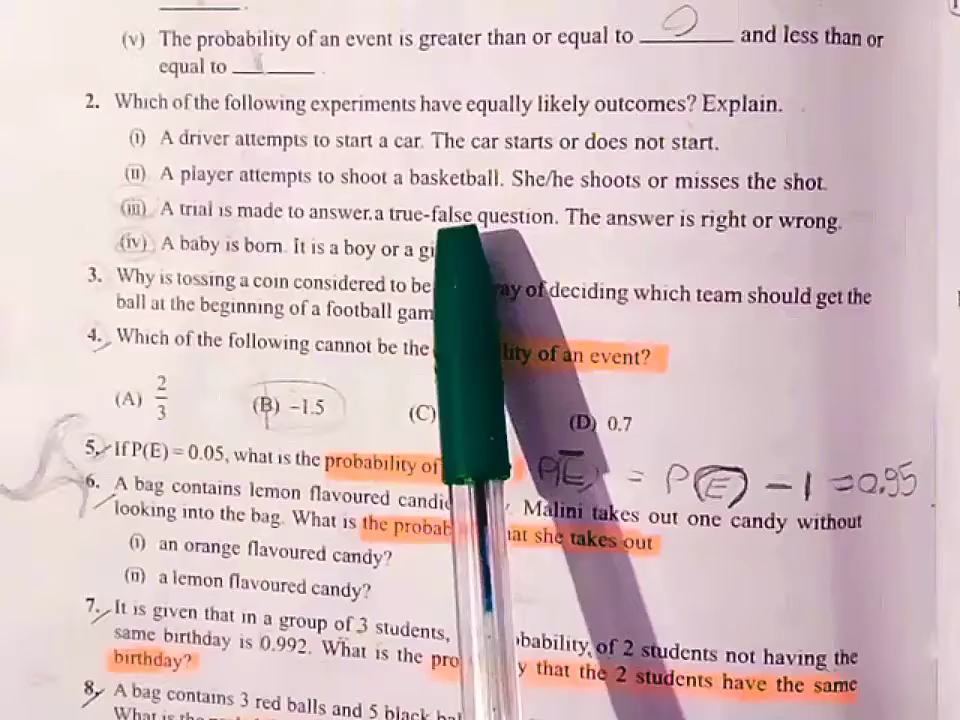 (v) The probability of an event is greater than or equal to 0 and less than or
equal to 1 .
2. Which of the following experiments have equally likely outcomes? Explain.
(i) A driver attempts to start a car. The car starts or does not start.
(ii) A player attempts to shoot a basketball. She/he shoots or misses the shot.
(iii) A trial is made to answer a true-false question. The answer is right or wrong.
(iv) A baby is born. It is a boy or a
3. Why is tossing a coin considered to be of deciding which team should get the
ball at the beginning of a football
4. Which of the following cannot be the of an event?
(A) 2/3 (B) –1.5 (C) (D) 0.7
5. If P(E) = 0.05, what is the probability of P(E̅) = P(E) - 1 = 0.95
6. A bag contains lemon flavoured Malini takes out one candy without
looking into the bag. What is the that she takes out
(i) an orange flavoured candy?
(ii) a lemon flavoured candy?
7. It is given that in a group of 3 students, of 2 students not having the
same birthday is 0.992. What is the that the 2 students have the same
birthday?
8. A bag contains 3 red balls and 5 black
What is the